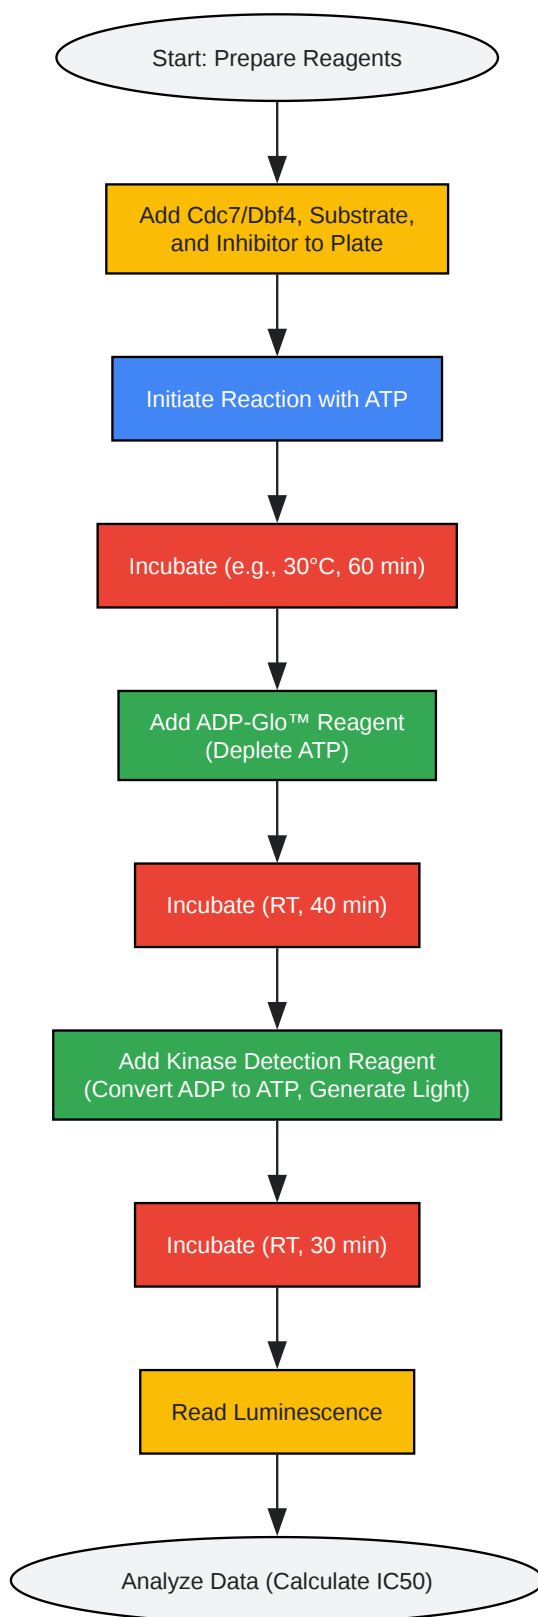 Start: Prepare Reagents
Add Cdc7/Dbf4, Substrate,
and Inhibitor to Plate
Initiate Reaction with ATP
Incubate (e.g., 30°C, 60 min)
Add ADP-Glo™ Reagent
(Deplete ATP)
Incubate (RT, 40 min)
Add Kinase Detection Reagent
(Convert ADP to ATP, Generate Light)
Incubate (RT, 30 min)
Read Luminescence
Analyze Data (Calculate IC50)